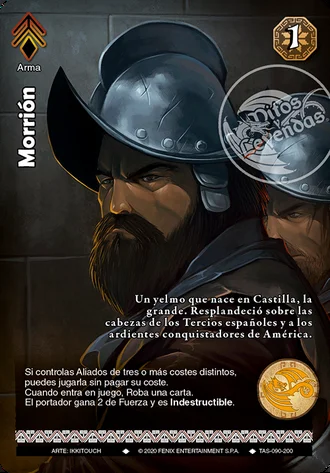 1
Arma
Morrión
Mitos
y
Leyendas
Un yelmo que nace en Castilla, la
grande. Resplandeció sobre las
cabezas de los Tercios españoles y a los
ardientes conquistadores de América.
Si controlas Aliados de tres o más costes distintos,
puedes jugarla sin pagar su coste.
Cuando entra en juego, Roba una carta.
El portador gana 2 de Fuerza y es Indestructible.
ARTE: IKKITOUCH ◆ © 2020 FENIX ENTERTAINMENT S.P.A. ◆ TAS-090-200